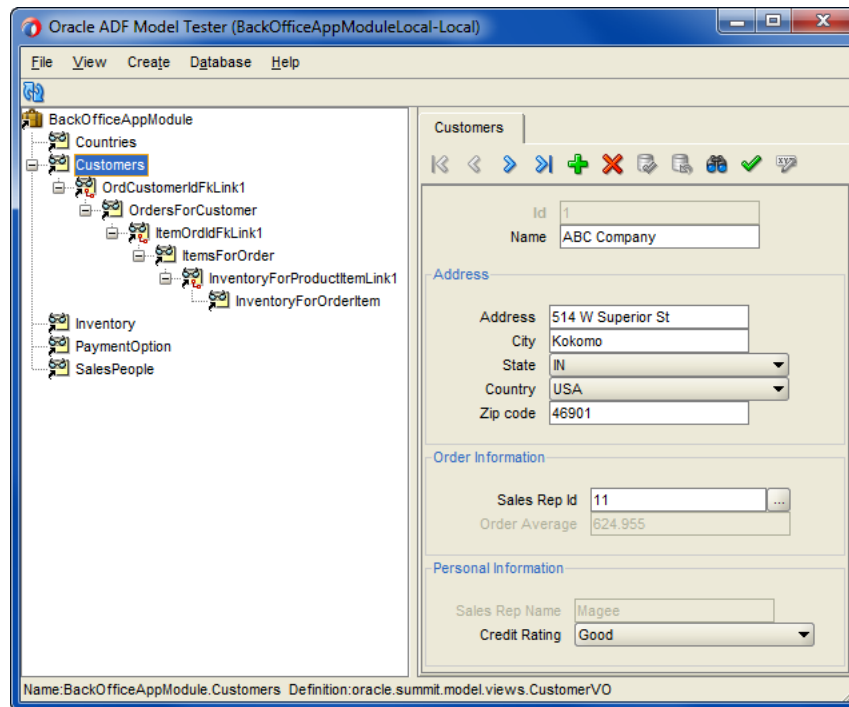 Oracle ADF Model Tester (BackOfficeAppModuleLocal-Local)
File View Create Database Help
BackOfficeAppModule
Countries
Customers
OrdCustomerIdFkLink1
OrdersForCustomer
ItemOrdIdFkLink1
ItemsForOrder
InventoryForProductItemLink1
InventoryForOrderItem
Inventory
PaymentOption
SalesPeople
Customers
Id 1
Name ABC Company
Address
Address 514 W Superior St
City Kokomo
State IN
Country USA
Zip code 46901
Order Information
Sales Rep Id 11 ...
Order Average 624.955
Personal Information
Sales Rep Name Magee
Credit Rating Good
Name:BackOfficeAppModule.Customers Definition:oracle.summit.model.views.CustomerVO